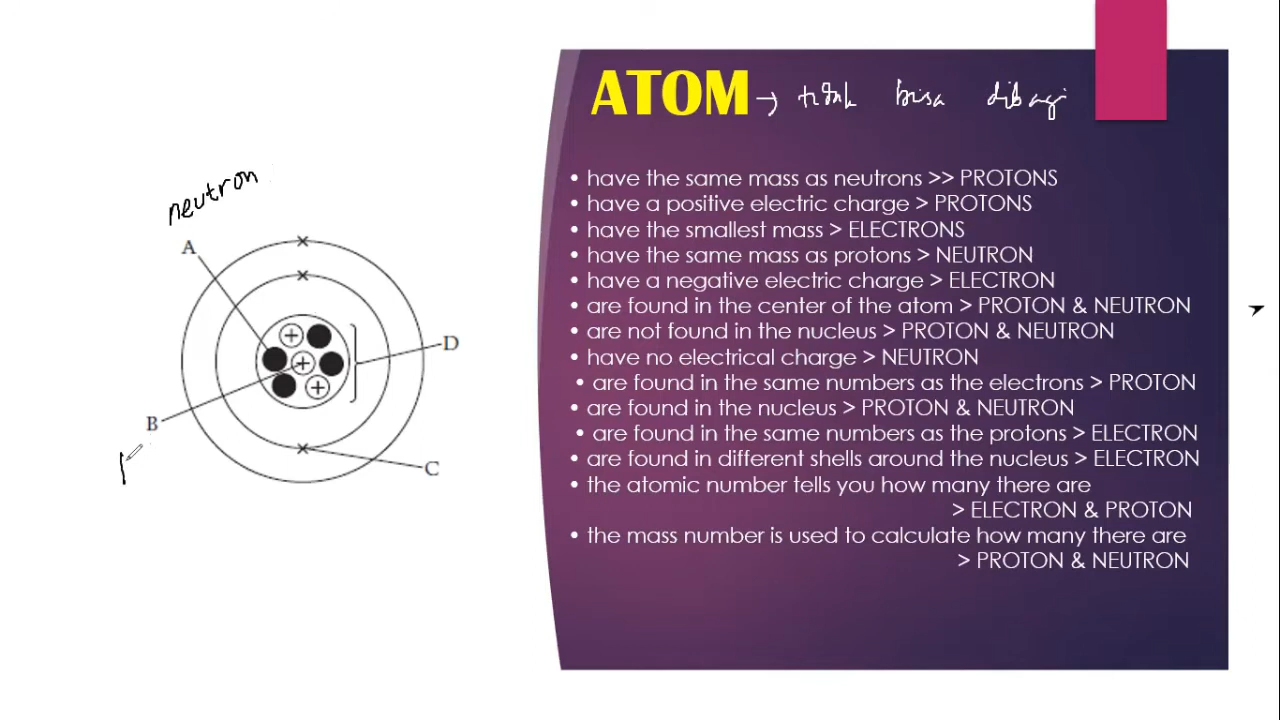 ATOM → tidak bisa dibagi
neutron
A
D
B
C
• have the same mass as neutrons >> PROTONS
• have a positive electric charge > PROTONS
• have the smallest mass > ELECTRONS
• have the same mass as protons > NEUTRON
• have a negative electric charge > ELECTRON
• are found in the center of the atom > PROTON & NEUTRON
• are not found in the nucleus > PROTON & NEUTRON
• have no electrical charge > NEUTRON
• are found in the same numbers as the electrons > PROTON
• are found in the nucleus > PROTON & NEUTRON
• are found in the same numbers as the protons > ELECTRON
• are found in different shells around the nucleus > ELECTRON
• the atomic number tells you how many there are
> ELECTRON & PROTON
• the mass number is used to calculate how many there are
> PROTON & NEUTRON